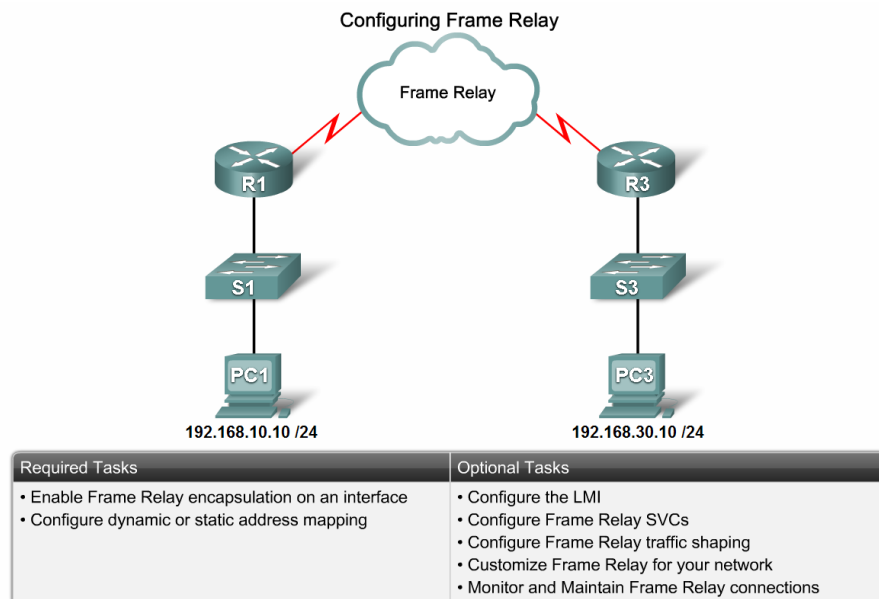 Configuring Frame Relay
Frame Relay
R1
R3
S1
S3
PC1
PC3
192.168.10.10 /24
192.168.30.10 /24
Required Tasks
• Enable Frame Relay encapsulation on an interface
• Configure dynamic or static address mapping
Optional Tasks
• Configure the LMI
• Configure Frame Relay SVCs
• Configure Frame Relay traffic shaping
• Customize Frame Relay for your network
• Monitor and Maintain Frame Relay connections